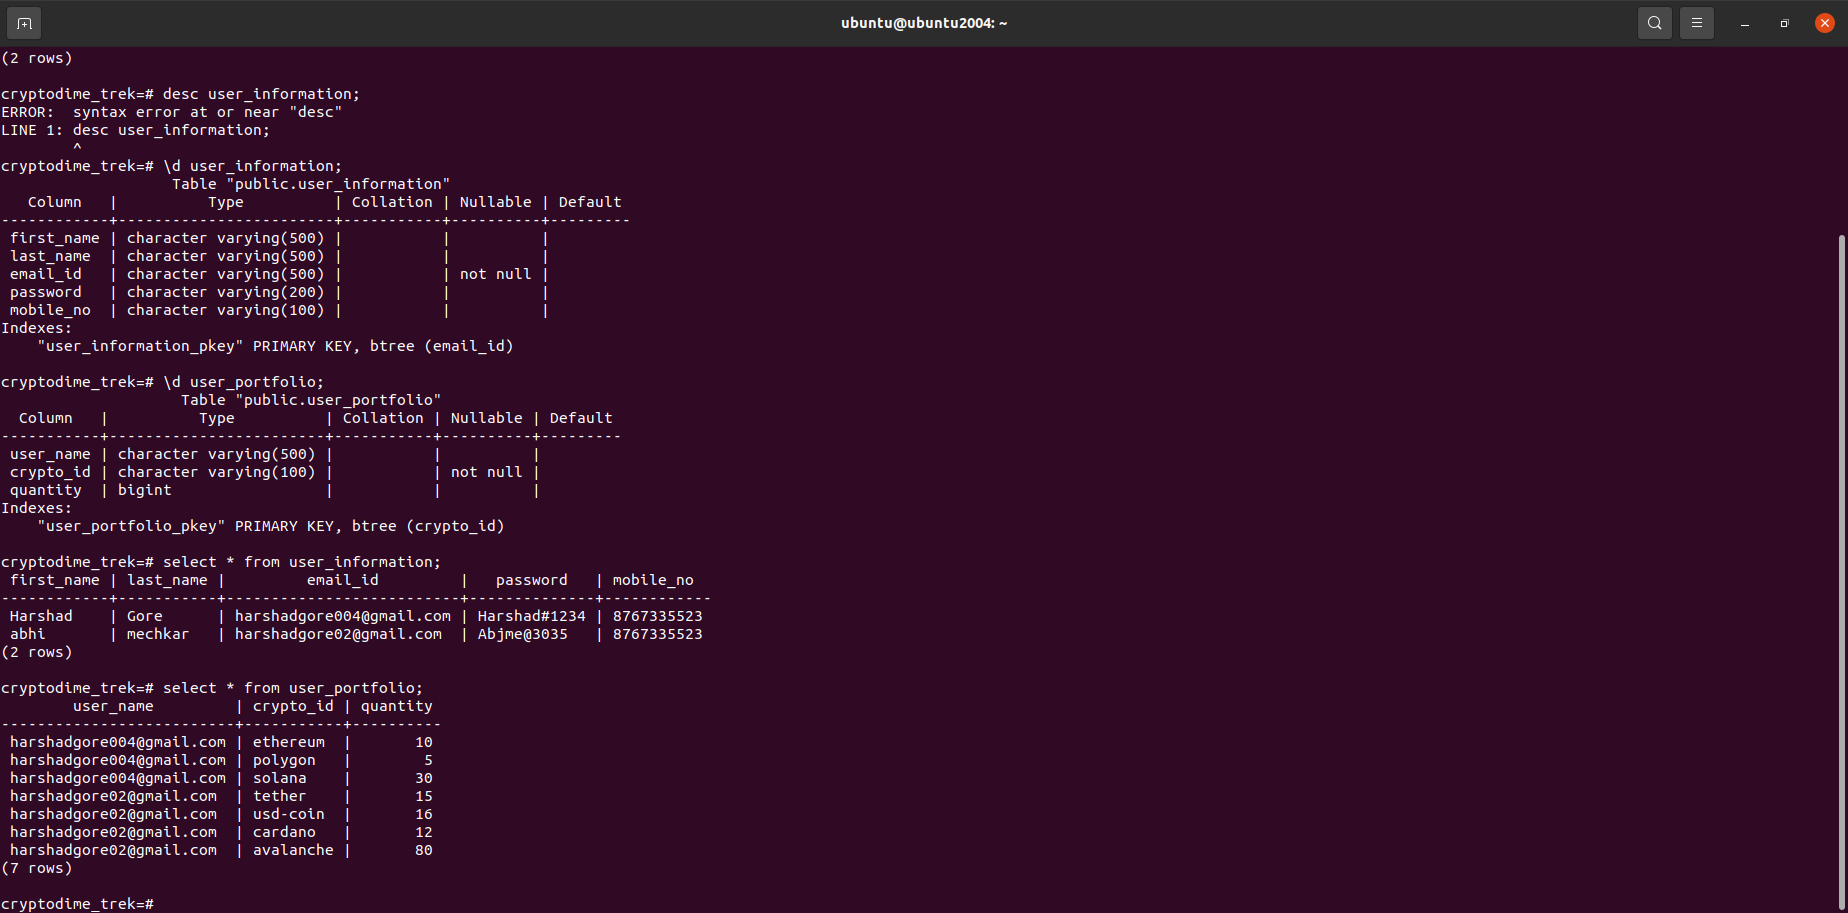 ubuntu@ubuntu2004: ~
(2 rows)
cryptodime_trek=# desc user_information;
ERROR:  syntax error at or near "desc"
LINE 1: desc user_information;
        ^
cryptodime_trek=# \d user_information;
                   Table "public.user_information"
   Column   |          Type          | Collation | Nullable | Default
------------+------------------------+-----------+----------+---------
 first_name | character varying(500) |           |          |
 last_name  | character varying(500) |           |          |
 email_id   | character varying(500) |           | not null |
 password   | character varying(200) |           |          |
 mobile_no  | character varying(100) |           |          |
Indexes:
    "user_information_pkey" PRIMARY KEY, btree (email_id)
cryptodime_trek=# \d user_portfolio;
                    Table "public.user_portfolio"
  Column   |          Type          | Collation | Nullable | Default
-----------+------------------------+-----------+----------+---------
 user_name | character varying(500) |           |          |
 crypto_id | character varying(100) |           | not null |
 quantity  | bigint                 |           |          |
Indexes:
    "user_portfolio_pkey" PRIMARY KEY, btree (crypto_id)
cryptodime_trek=# select * from user_information;
 first_name | last_name |         email_id         |   password   | mobile_no
------------+-----------+--------------------------+--------------+------------
 Harshad    | Gore      | harshadgore004@gmail.com | Harshad#1234 | 8767335523
 abhi       | mechkar   | harshadgore02@gmail.com  | Abjme@3035   | 8767335523
(2 rows)
cryptodime_trek=# select * from user_portfolio;
        user_name         | crypto_id | quantity
--------------------------+-----------+----------
 harshadgore004@gmail.com | ethereum  |       10
 harshadgore004@gmail.com | polygon   |        5
 harshadgore004@gmail.com | solana    |       30
 harshadgore02@gmail.com  | tether    |       15
 harshadgore02@gmail.com  | usd-coin  |       16
 harshadgore02@gmail.com  | cardano   |       12
 harshadgore02@gmail.com  | avalanche |       80
(7 rows)
cryptodime_trek=#